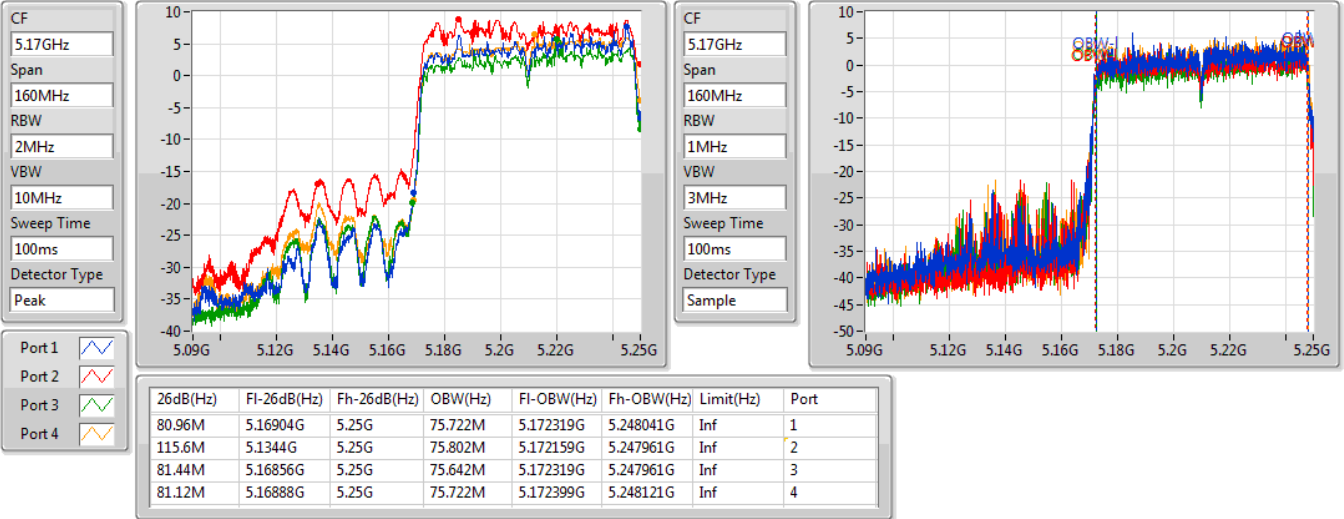 CF
5.17GHz
Span
160MHz
RBW
2MHz
VBW
10MHz
Sweep Time
100ms
Detector Type
Peak
10
5
0
-5
-10
-15
-20
-25
-30
-35
-40
5.09G 5.12G 5.14G 5.16G 5.18G 5.2G 5.22G 5.25G
CF
5.17GHz
Span
160MHz
RBW
1MHz
VBW
3MHz
Sweep Time
100ms
Detector Type
Sample
10
5
0
-5
-10
-15
-20
-25
-30
-35
-40
-45
-50
5.09G 5.12G 5.14G 5.16G 5.18G 5.2G 5.22G 5.25G
Port 1
Port 2
Port 3
Port 4
26dB(Hz) Fl-26dB(Hz) Fh-26dB(Hz) OBW(Hz) Fl-OBW(Hz) Fh-OBW(Hz) Limit(Hz) Port
80.96M 5.16904G 5.25G 75.722M 5.172319G 5.248041G Inf 1
115.6M 5.1344G 5.25G 75.802M 5.172159G 5.247961G Inf 2
81.44M 5.16856G 5.25G 75.642M 5.172319G 5.247961G Inf 3
81.12M 5.16888G 5.25G 75.722M 5.172399G 5.248121G Inf 4